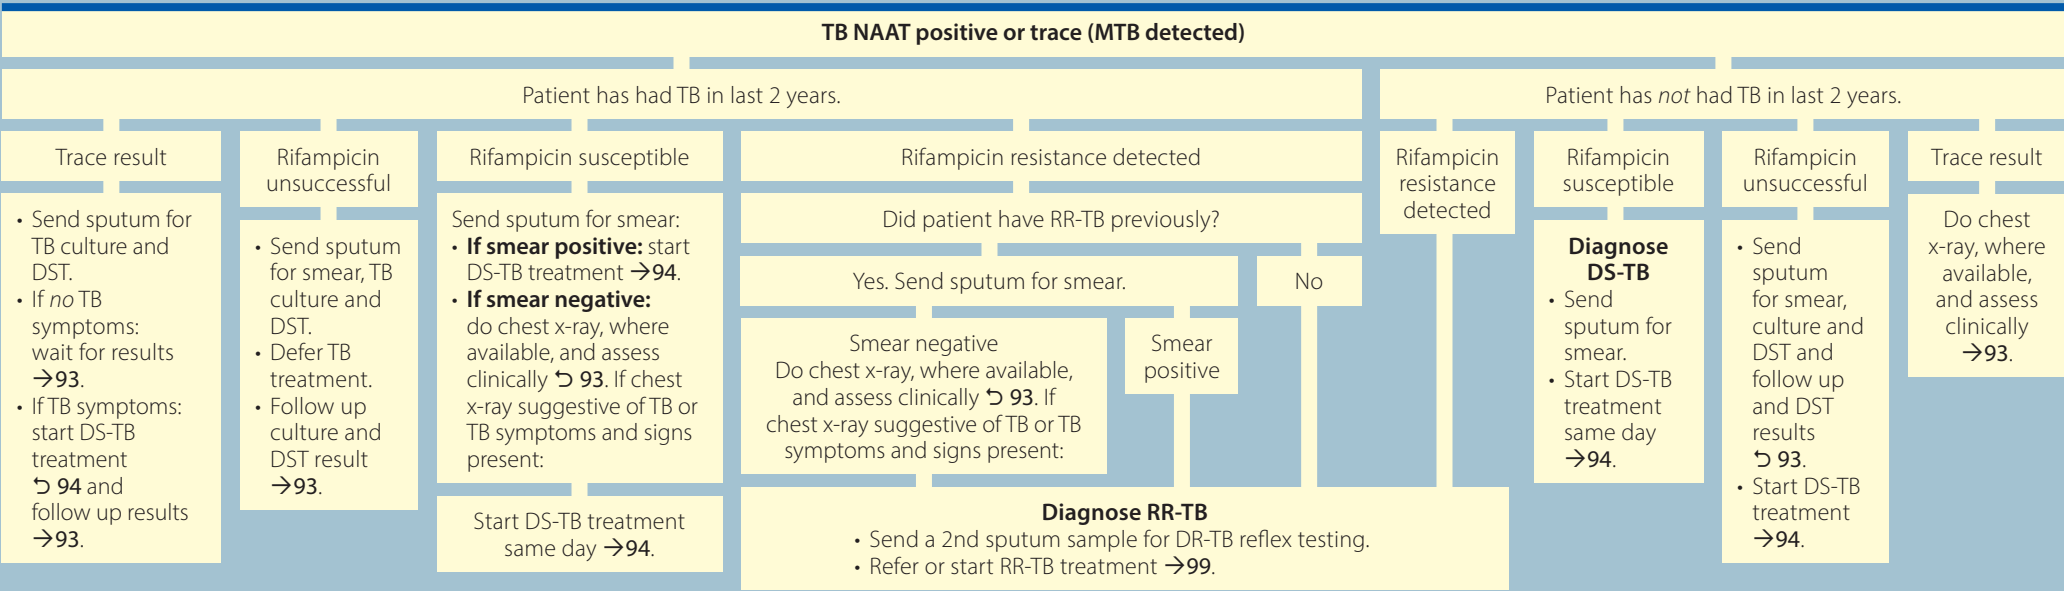 TB NAAT positive or trace (MTB detected)
Patient has had TB in last 2 years.
Trace result
• Send sputum for
TB culture and
DST.
• If no TB
symptoms:
wait for results
→93.
• If TB symptoms:
start DS-TB
treatment
⮌ 94 and
follow up results
→93.
Rifampicin
unsuccessful
• Send sputum
for smear, TB
culture and
DST.
• Defer TB
treatment.
• Follow up
culture and
DST result
→93.
Rifampicin susceptible
Send sputum for smear:
• If smear positive: start
DS-TB treatment →94.
• If smear negative:
do chest x-ray, where
available, and assess
clinically ⮌ 93. If chest
x-ray suggestive of TB or
TB symptoms and signs
present:
Start DS-TB treatment
same day →94.
Rifampicin resistance detected
Did patient have RR-TB previously?
Yes. Send sputum for smear.
No
Smear negative
Do chest x-ray, where available,
and assess clinically ⮌ 93. If
chest x-ray suggestive of TB or TB
symptoms and signs present:
Smear
positive
Diagnose RR-TB
• Send a 2nd sputum sample for DR-TB reflex testing.
• Refer or start RR-TB treatment →99.
Patient has not had TB in last 2 years.
Rifampicin
resistance
detected
Rifampicin
susceptible
Diagnose
DS-TB
• Send
sputum for
smear.
• Start DS-TB
treatment
same day
→94.
Rifampicin
unsuccessful
• Send
sputum
for smear,
culture and
DST and
follow up
and DST
results
⮌ 93.
• Start DS-TB
treatment
→94.
Trace result
Do chest
x-ray, where
available,
and assess
clinically
→93.